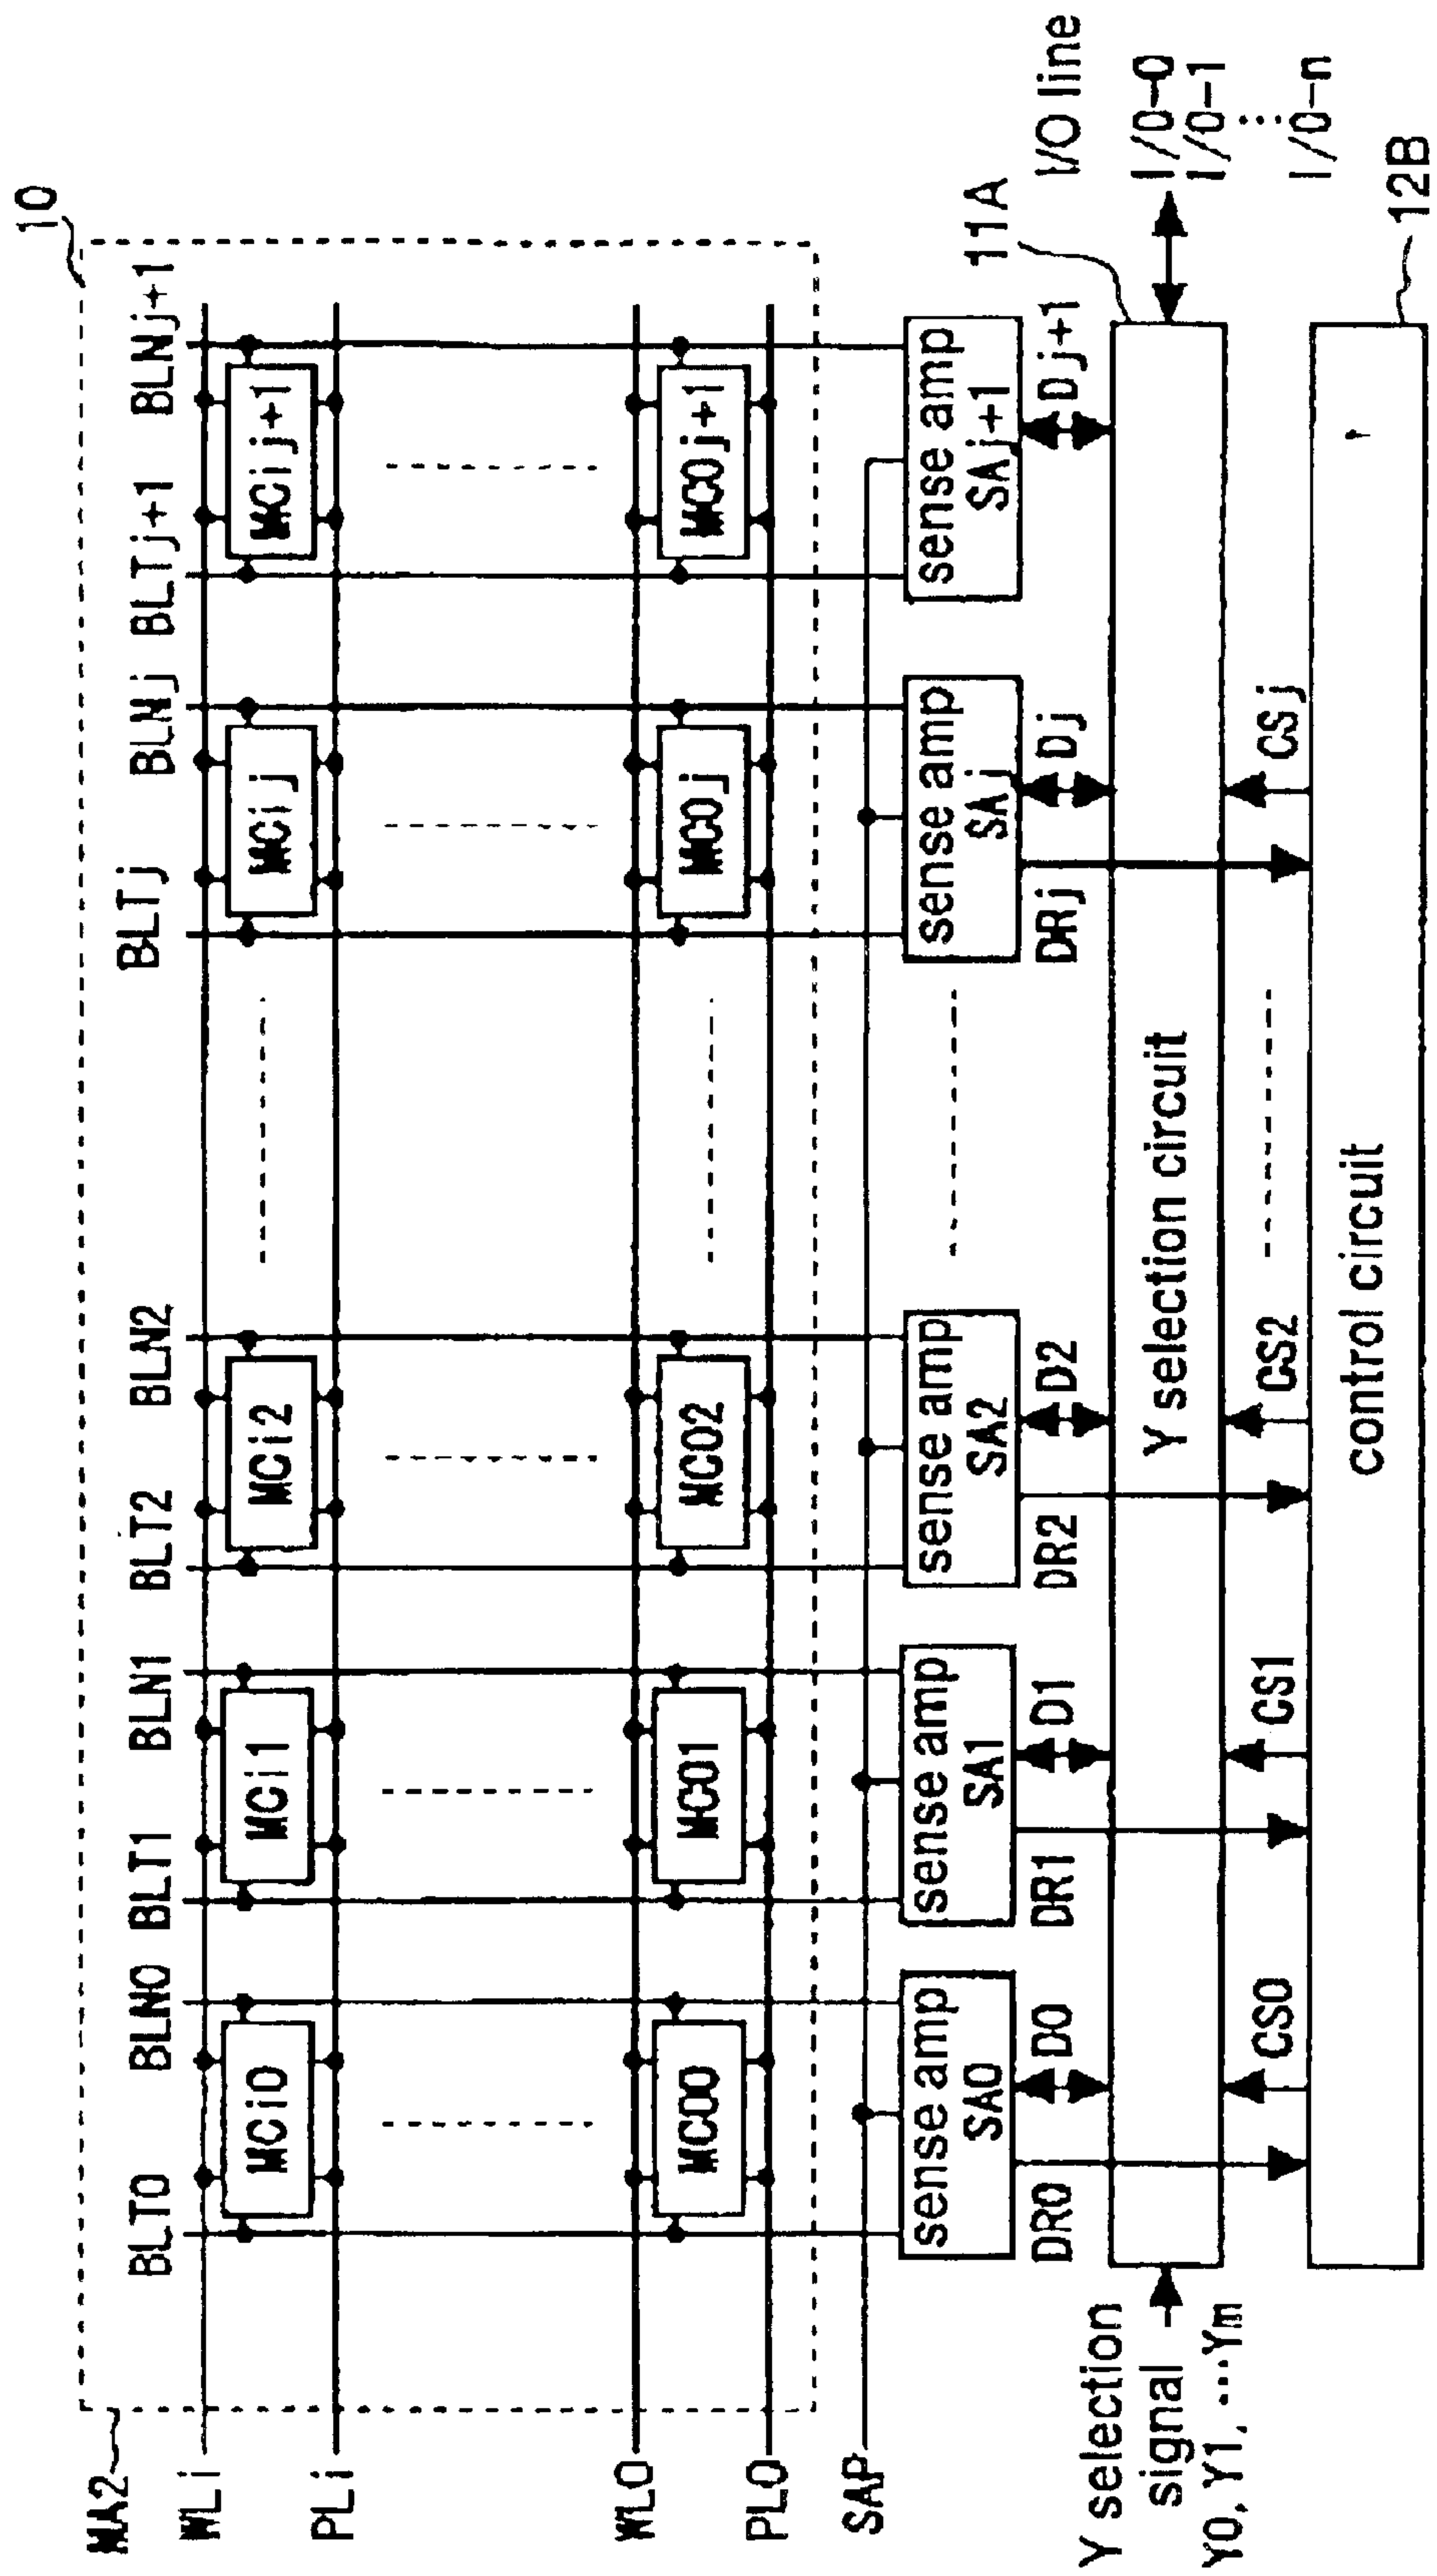 10
MA2
BLT0 BLN0 BLT1 BLN1 BLT2 BLN2 BLTj BLNj BLTj+1 BLNj+1
WLi
MCi0 MCi1 MCi2 MCij MCij+1
PLi
WL0
MC00 MC01 MC02 MC0j MC0j+1
PL0
SAP
sense amp sense amp sense amp sense amp sense amp
SA0 SA1 SA2 SAj SAj+1
DR0 D0 DR1 D1 DR2 D2 DRj Dj Dj+1
11A
I/O line
Y selection
signal
Y0, Y1, ···Ym
Y selection circuit
I/O-0
I/O-1
I/O-n
CS0 CS1 CS2 CSj
control circuit
12B